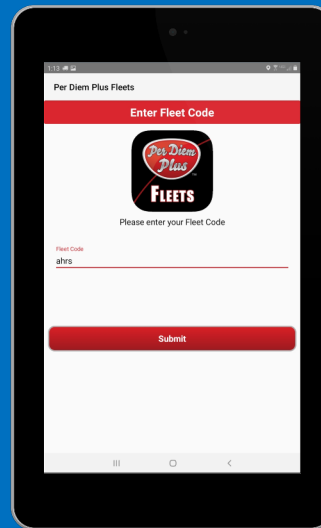 1:13
Per Diem Plus Fleets
Enter Fleet Code
Per Diem
Plus
FLEETS
Please enter your Fleet Code
Fleet Code
ahrs
Submit